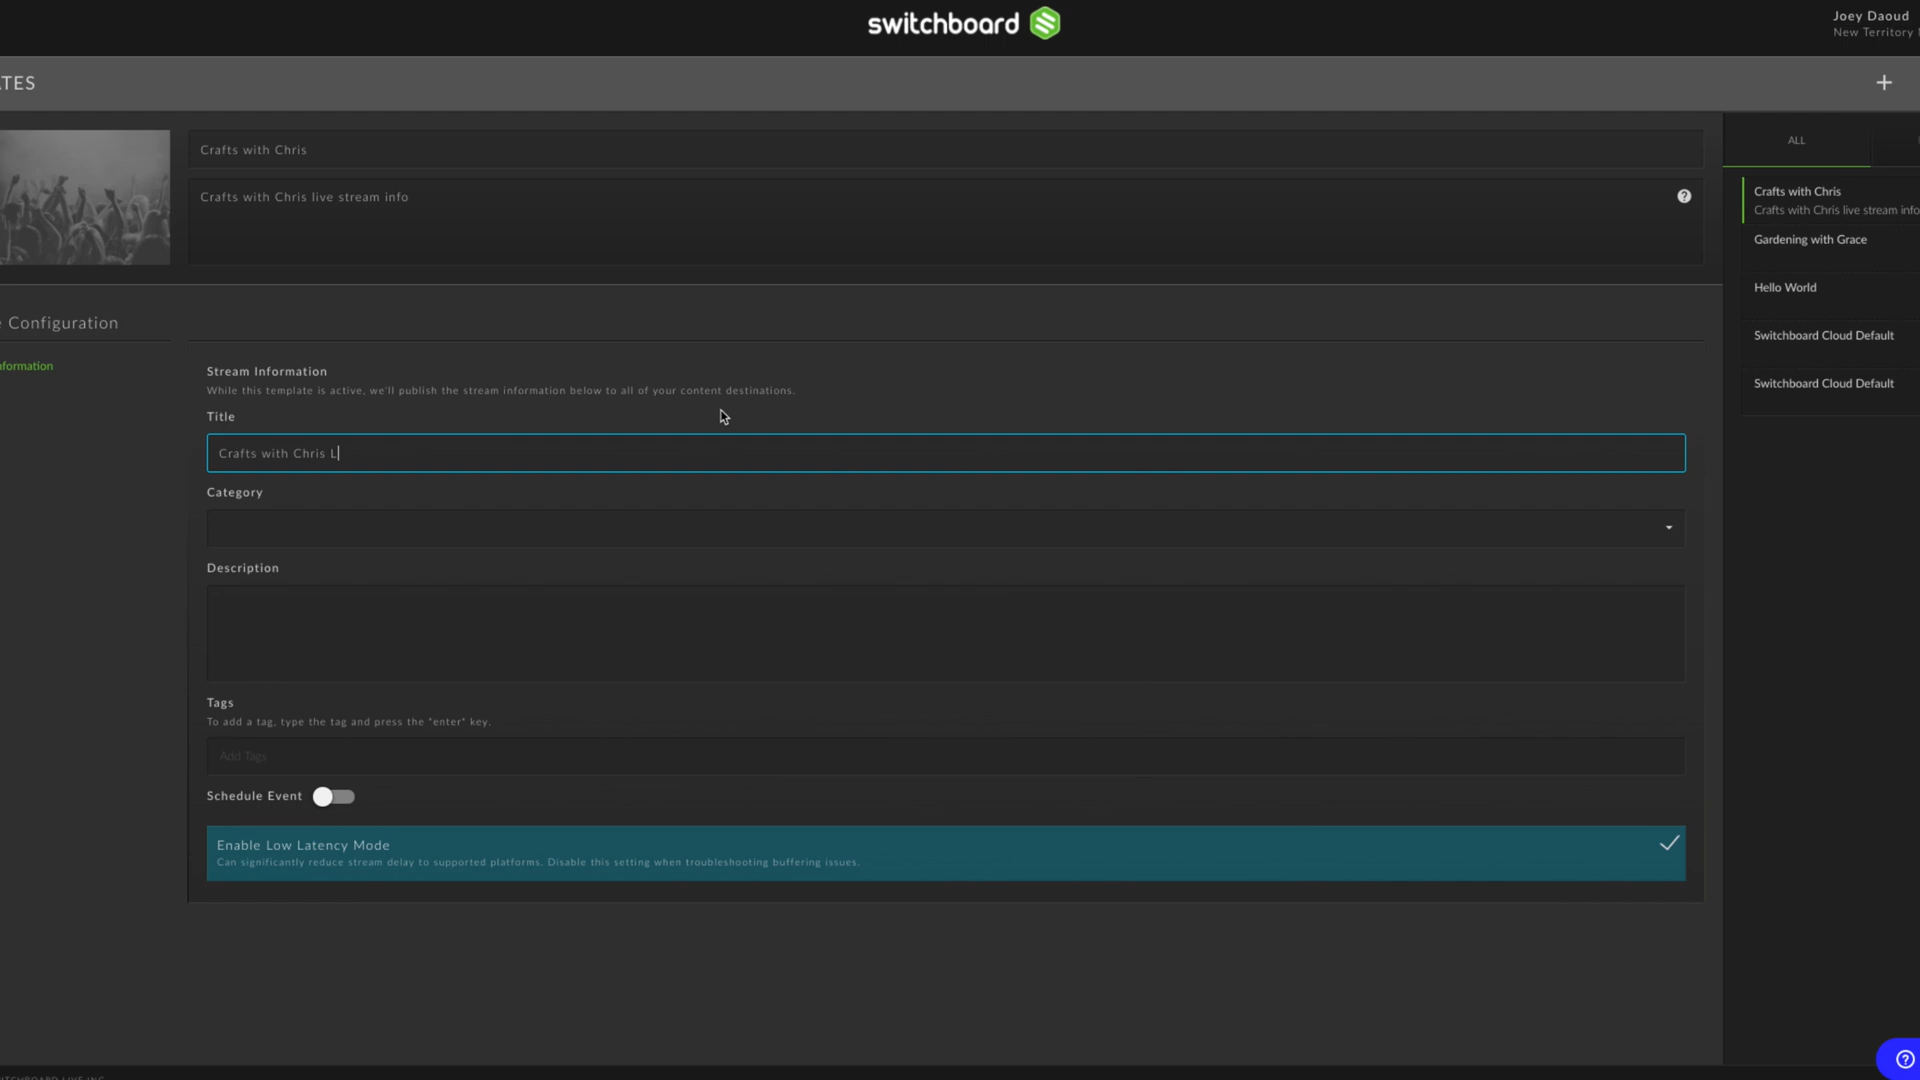 switchboard
Joey Daoud
New Territory
ATES
Crafts with Chris
Crafts with Chris live stream info
ALL
Crafts with Chris
Crafts with Chris live stream info
Gardening with Grace
Hello World
Switchboard Cloud Default
Switchboard Cloud Default
Configuration
nformation
Stream Information
While this template is active, we'll publish the stream information below to all of your content destinations.
Title
Crafts with Chris L
Category
Description
Tags
To add a tag, type the tag and press the "enter" key.
Add Tags
Schedule Event
Enable Low Latency Mode
Can significantly reduce stream delay to supported platforms. Disable this setting when troubleshooting buffering issues.